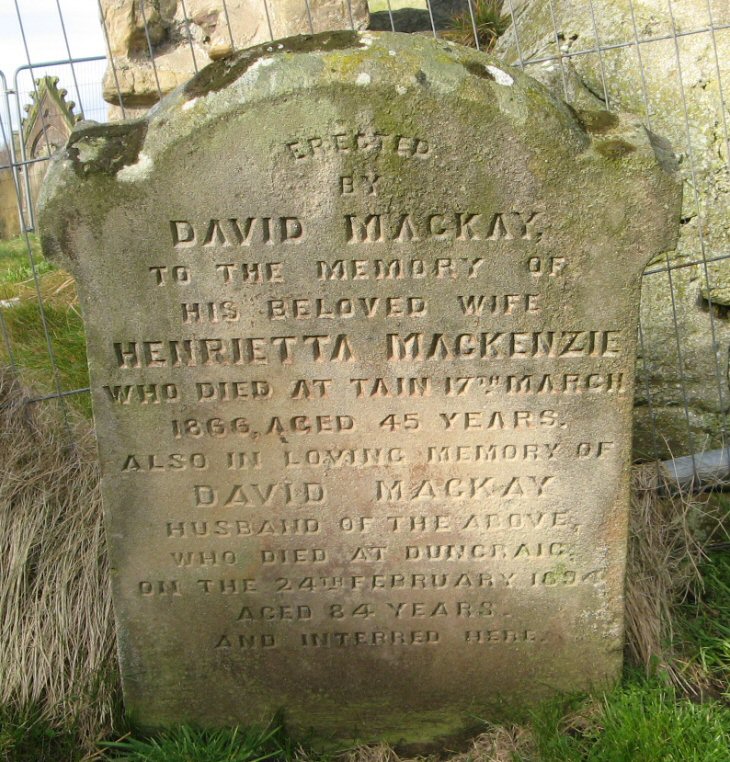 ERECTED
BY
DAVID MACKAY,
TO THE MEMORY OF
HIS BELOVED WIFE
HENRIETTA MACKENZIE
WHO DIED AT TAIN 17TH MARCH
1866, AGED 45 YEARS.
ALSO IN LOVING MEMORY OF
DAVID MACKAY
HUSBAND OF THE ABOVE,
WHO DIED AT DUNCRAIG
ON THE 24TH FEBRUARY 1894
AGED 84 YEARS.
AND INTERRED HERE.